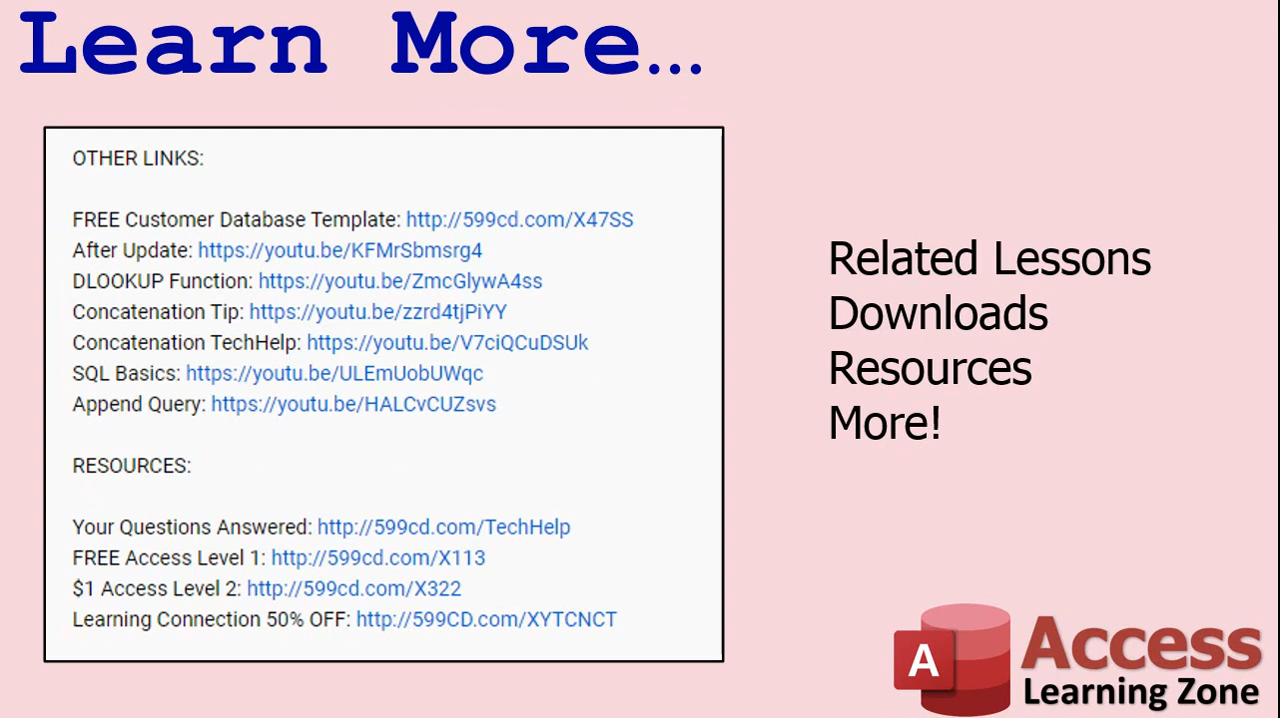 Learn More...
OTHER LINKS:
FREE Customer Database Template: http://599cd.com/X47SS
After Update: https://youtu.be/KFMrSbmsrg4
DLOOKUP Function: https://youtu.be/ZmcGlywA4ss
Concatenation Tip: https://youtu.be/zzrd4tjPiYY
Concatenation TechHelp: https://youtu.be/V7ciQCuDSUk
SQL Basics: https://youtu.be/ULEmUobUWqc
Append Query: https://youtu.be/HALCvCUZsvs
RESOURCES:
Your Questions Answered: http://599cd.com/TechHelp
FREE Access Level 1: http://599cd.com/X113
$1 Access Level 2: http://599cd.com/X322
Learning Connection 50% OFF: http://599CD.com/XYTCNCT
Related Lessons
Downloads
Resources
More!
A
Access
Learning Zone